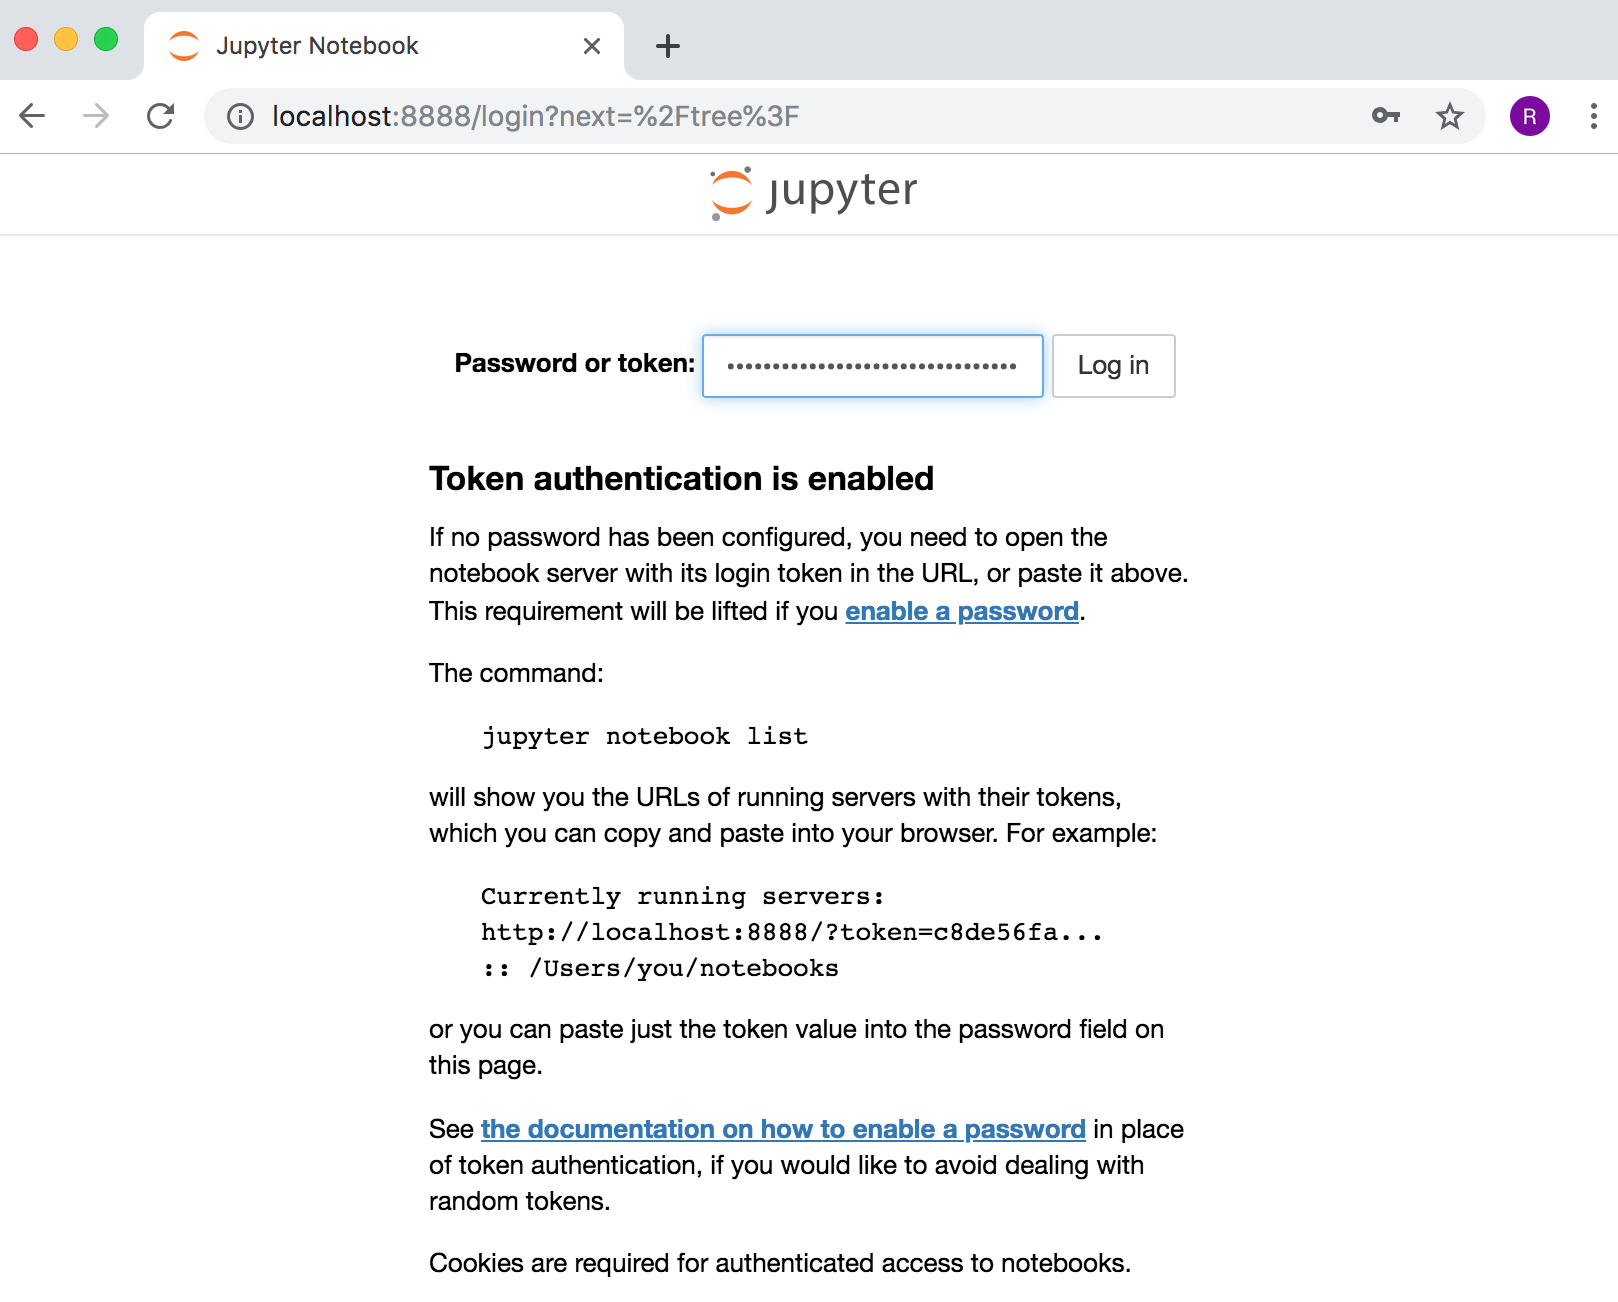 Jupyter Notebook
localhost:8888/login?next=%2Ftree%3F
R
jupyter
Password or token: Log in
Token authentication is enabled
If no password has been configured, you need to open the
notebook server with its login token in the URL, or paste it above.
This requirement will be lifted if you enable a password.
The command:
jupyter notebook list
will show you the URLs of running servers with their tokens,
which you can copy and paste into your browser. For example:
Currently running servers:
http://localhost:8888/?token=c8de56fa...
:: /Users/you/notebooks
or you can paste just the token value into the password field on
this page.
See the documentation on how to enable a password in place
of token authentication, if you would like to avoid dealing with
random tokens.
Cookies are required for authenticated access to notebooks.